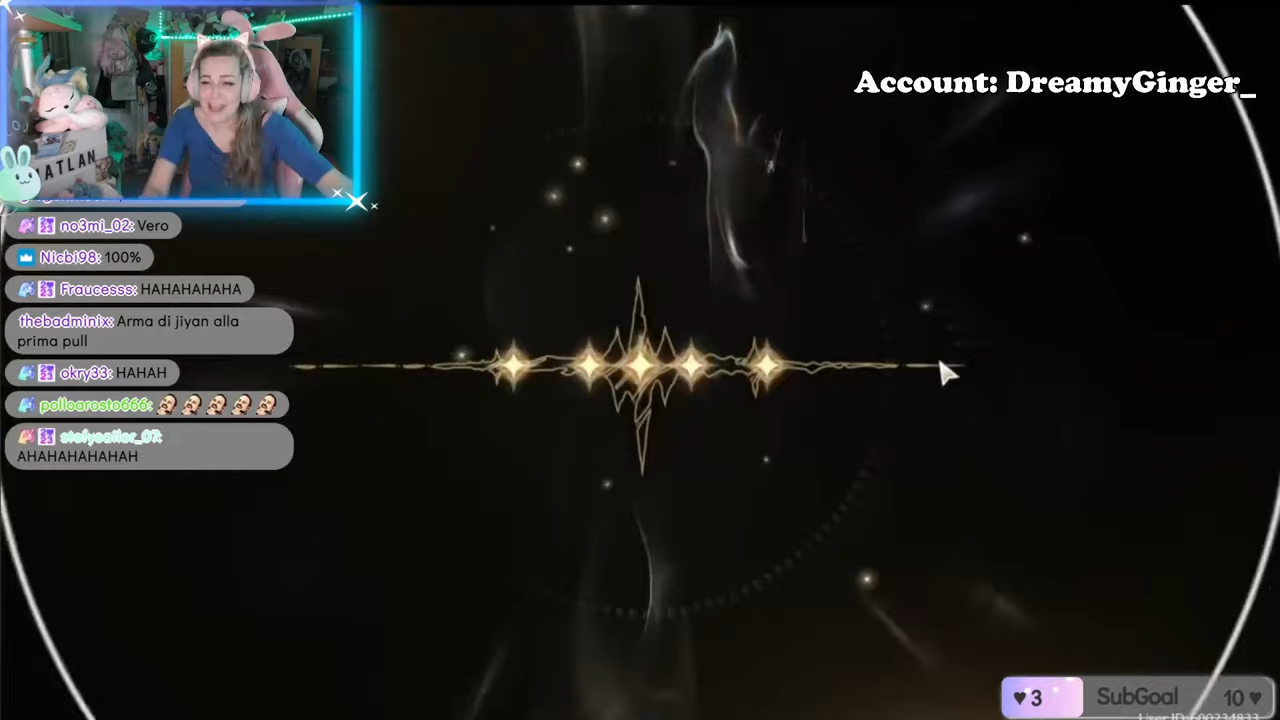 Account: DreamyGinger_
ATLAN
no3mi_02: Vero
Nicbi98: 100%
Fraucesss: HAHAHAHAHA
thebadminix: Arma di jiyan alla
prima pull
okry33: HAHAH
polloarosto666:
AHAHAHAHAHAH
♥3 SubGoal 10♥